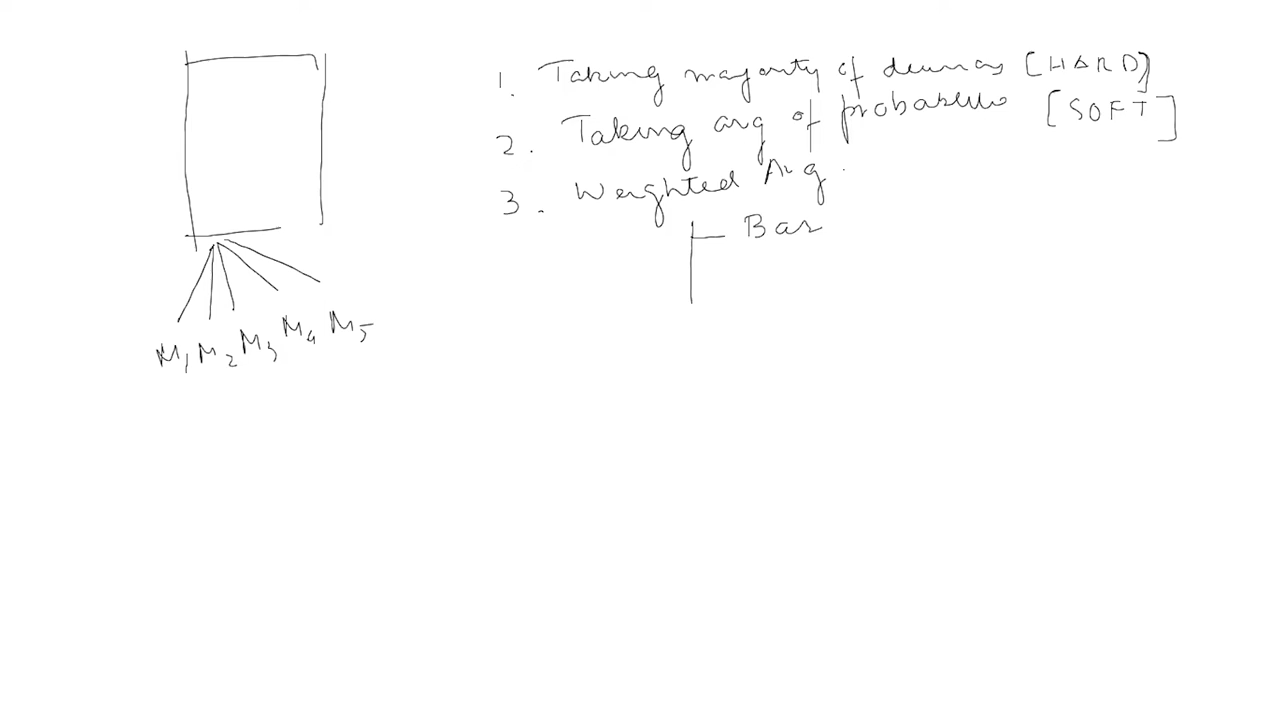 1. Taking majority of decisions [HARD]
2. Taking avg of probabilities [SOFT]
3. Weighted Avg.
M1 M2 M3 M4 M5